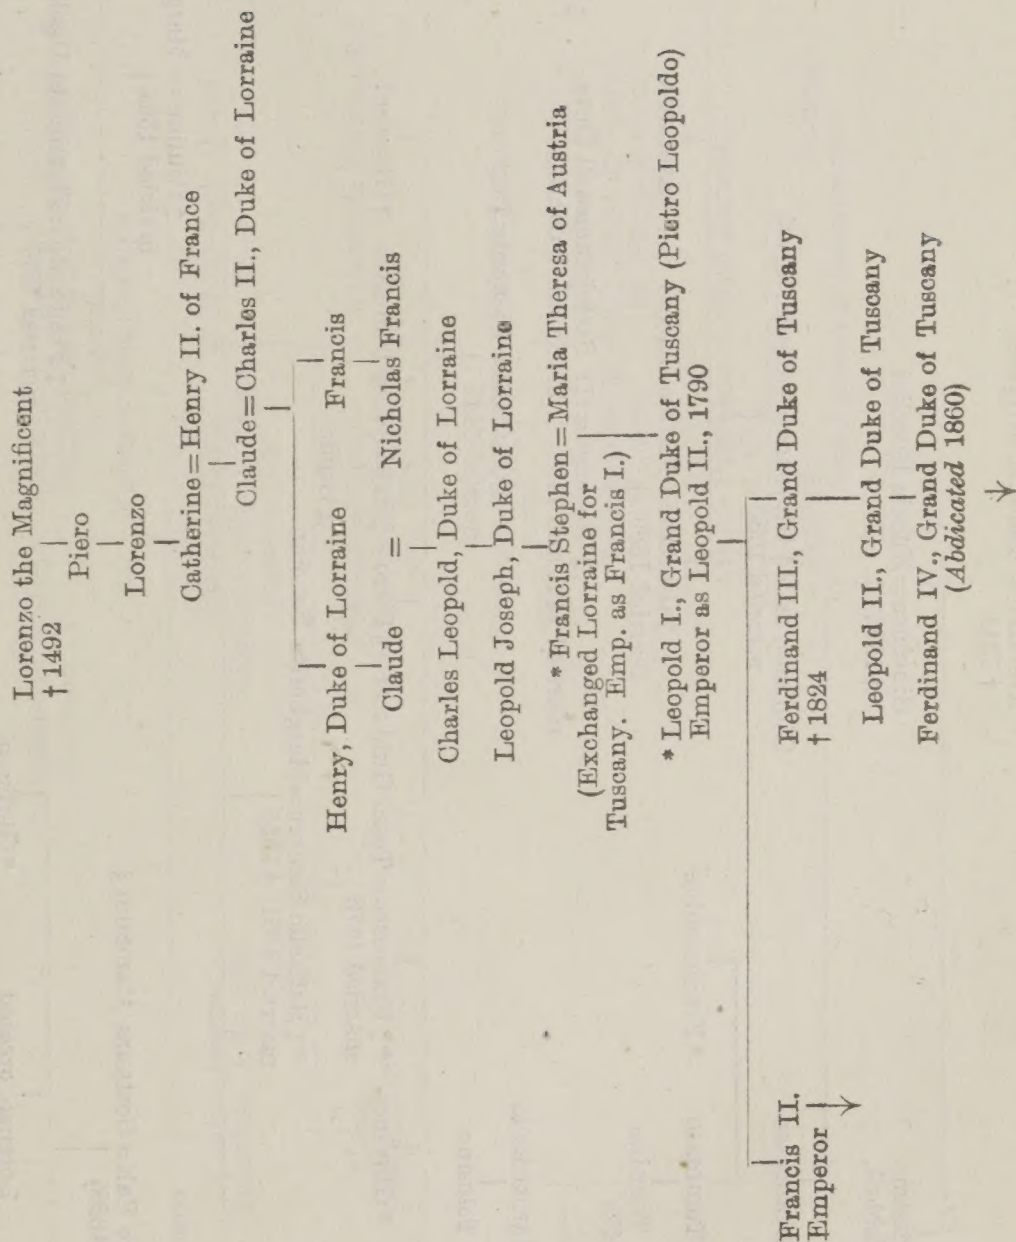 Lorenzo the Magnificent
† 1492
Piero
Lorenzo
Catherine=Henry II. of France
Claude=Charles II., Duke of Lorraine
Henry, Duke of Lorraine Francis
Claude = Nicholas Francis
Charles Leopold, Duke of Lorraine
Leopold Joseph, Duke of Lorraine
* Francis Stephen=Maria Theresa of Austria
(Exchanged Lorraine for
Tuscany. Emp. as Francis I.)
* Leopold I., Grand Duke of Tuscany (Pietro Leopoldo)
Emperor as Leopold II., 1790
Francis II. Ferdinand III., Grand Duke of Tuscany
Emperor † 1824
Leopold II., Grand Duke of Tuscany
Ferdinand IV., Grand Duke of Tuscany
(Abdicated 1860)